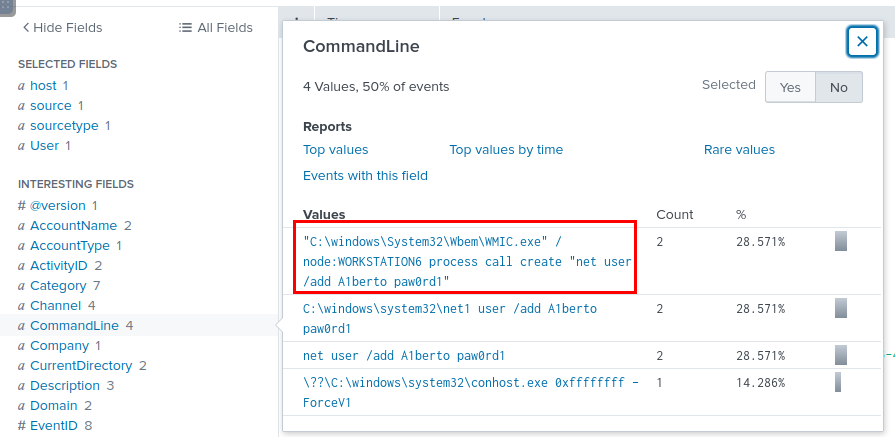 Hide Fields
All Fields
SELECTED FIELDS
a host 1
a source 1
a sourcetype 1
a User 1
INTERESTING FIELDS
# @version 1
a AccountName 2
a AccountType 1
a ActivityID 2
a Category 7
a Channel 4
a CommandLine 4
a Company 1
a CurrentDirectory 2
a Description 3
a Domain 2
# EventID 8
CommandLine
4 Values, 50% of events
Selected Yes No
Reports
Top values Top values by time Rare values
Events with this field
Values Count %
"C:\windows\System32\Wbem\WMIC.exe" / 2 28.571%
node:WORKSTATION6 process call create "net user
/add A1berto paw0rd1"
C:\windows\system32\net1 user /add A1berto 2 28.571%
paw0rd1
net user /add A1berto paw0rd1 2 28.571%
\??\C:\windows\system32\conhost.exe 0xffffffff - 1 14.286%
ForceV1